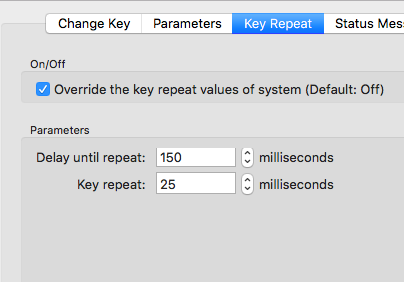 Change Key Parameters Key Repeat Status Mes
On/Off
Override the key repeat values of system (Default: Off)
Parameters
Delay until repeat: 150 milliseconds
Key repeat: 25 milliseconds